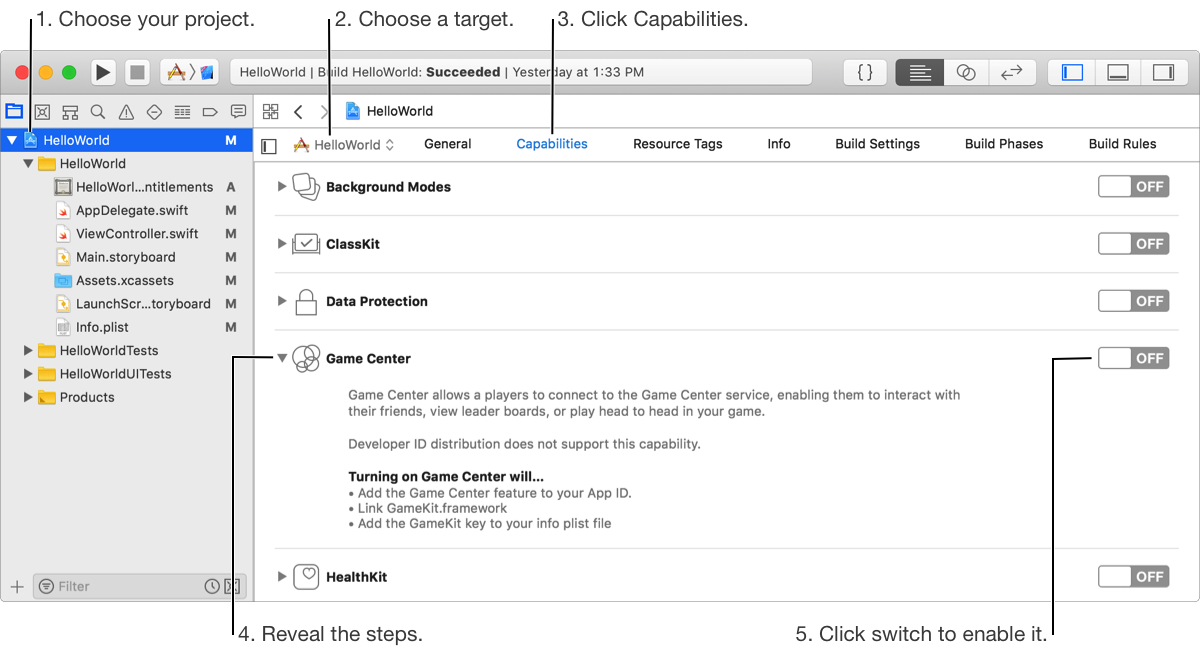 1. Choose your project.
2. Choose a target.
3. Click Capabilities.
HelloWorld | Build HelloWorld: Succeeded | Yesterday at 1:33 PM
{ }
HelloWorld
HelloWorld M
HelloWorld General Capabilities Resource Tags Info Build Settings Build Phases Build Rules
HelloWorld
HelloWorl...ntitlements A
AppDelegate.swift M
ViewController.swift M
Main.storyboard M
Assets.xcassets M
LaunchScr...toryboard M
Info.plist M
HelloWorldTests
HelloWorldUITests
Products
Filter
Background Modes OFF
ClassKit OFF
Data Protection OFF
Game Center OFF
Game Center allows a players to connect to the Game Center service, enabling them to interact with
their friends, view leader boards, or play head to head in your game.
Developer ID distribution does not support this capability.
Turning on Game Center will...
• Add the Game Center feature to your App ID.
• Link GameKit.framework
• Add the GameKit key to your info plist file
HealthKit OFF
4. Reveal the steps.
5. Click switch to enable it.